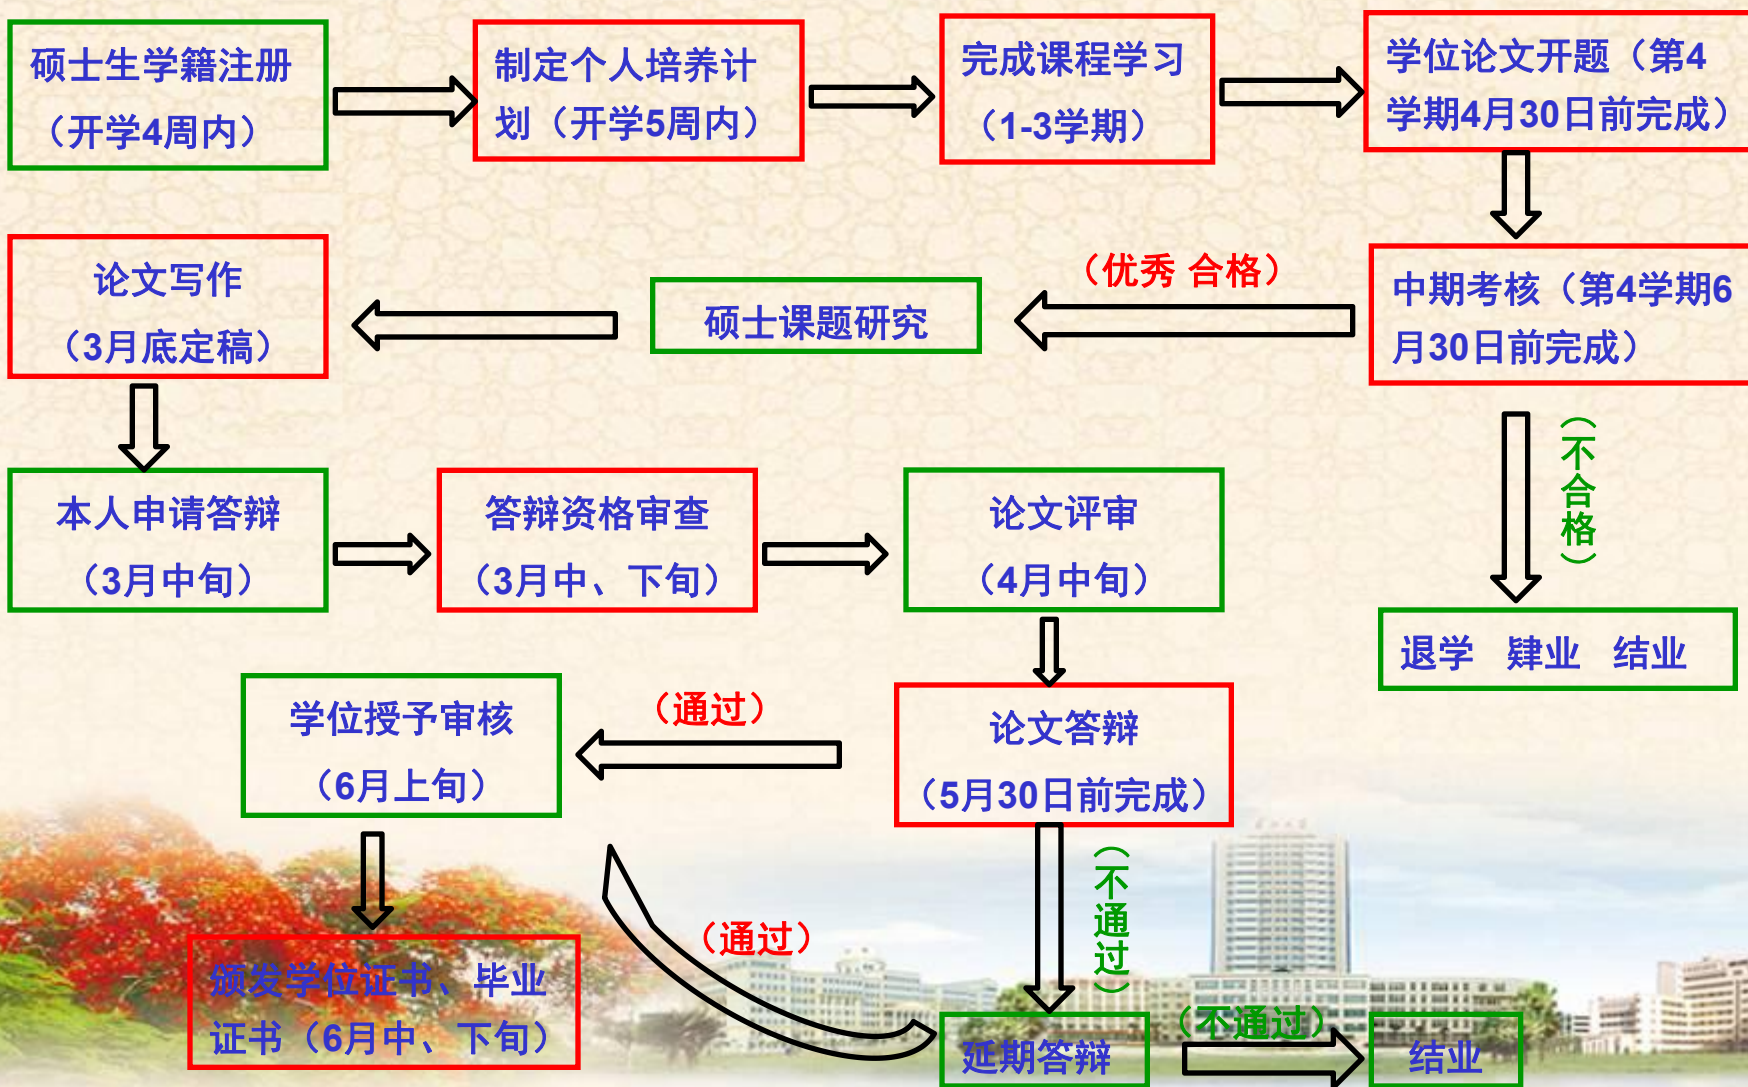 硕士生学籍注册
（开学4周内）
制定个人培养计
划（开学5周内）
完成课程学习
（1-3学期）
学位论文开题（第4
学期4月30日前完成）
中期考核（第4学期6
月30日前完成）
（优秀 合格）
硕士课题研究
论文写作
（3月底定稿）
（不合格）
退学 肄业 结业
本人申请答辩
（3月中旬）
答辩资格审查
（3月中、下旬）
论文评审
（4月中旬）
论文答辩
（5月30日前完成）
（通过）
学位授予审核
（6月上旬）
颁发学位证书、毕业
证书（6月中、下旬）
（不通过）
延期答辩
（通过）
（不通过）
结业